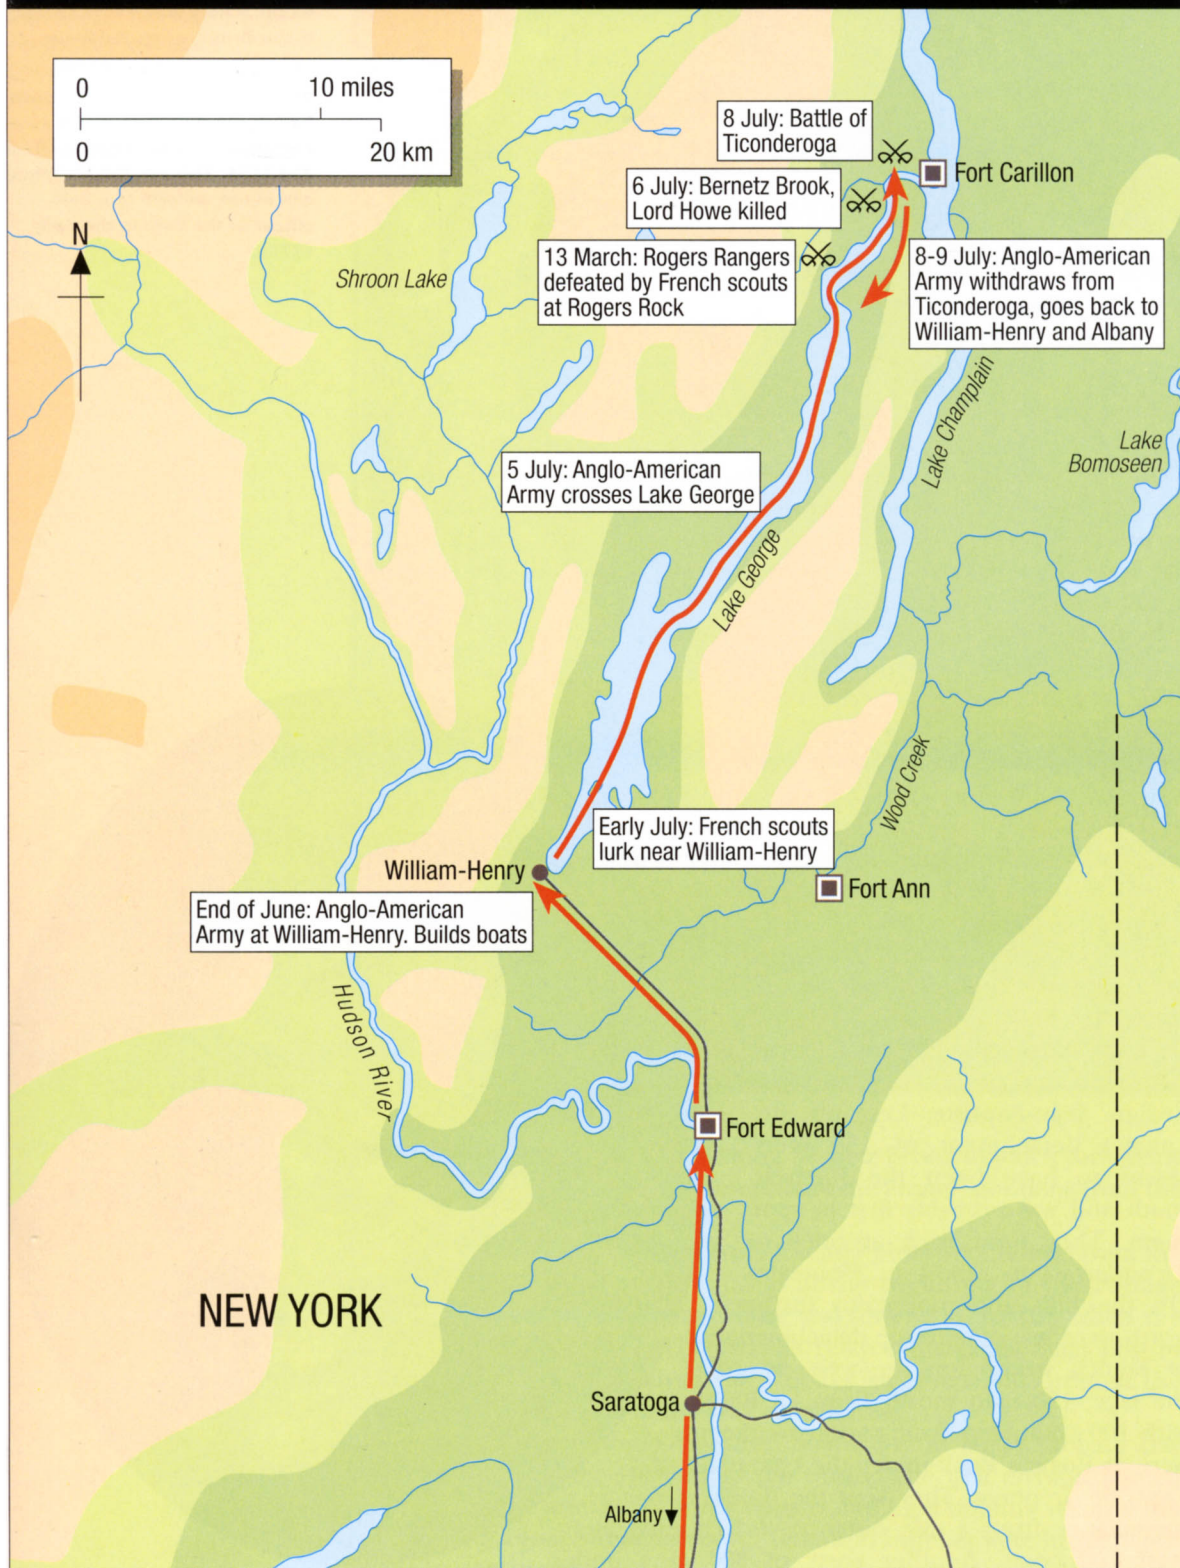 0 10 miles
0 20 km
N
8 July: Battle of
Ticonderoga
Fort Carillon
6 July: Bernetz Brook,
Lord Howe killed
13 March: Rogers Rangers
defeated by French scouts
at Rogers Rock
8-9 July: Anglo-American
Army withdraws from
Ticonderoga, goes back to
William-Henry and Albany
Shroon Lake
Lake Champlain
Lake
Bomoseen
5 July: Anglo-American
Army crosses Lake George
Lake George
Wood Creek
Early July: French scouts
lurk near William-Henry
William-Henry
Fort Ann
End of June: Anglo-American
Army at William-Henry. Builds boats
Hudson River
Fort Edward
NEW YORK
Saratoga
Albany